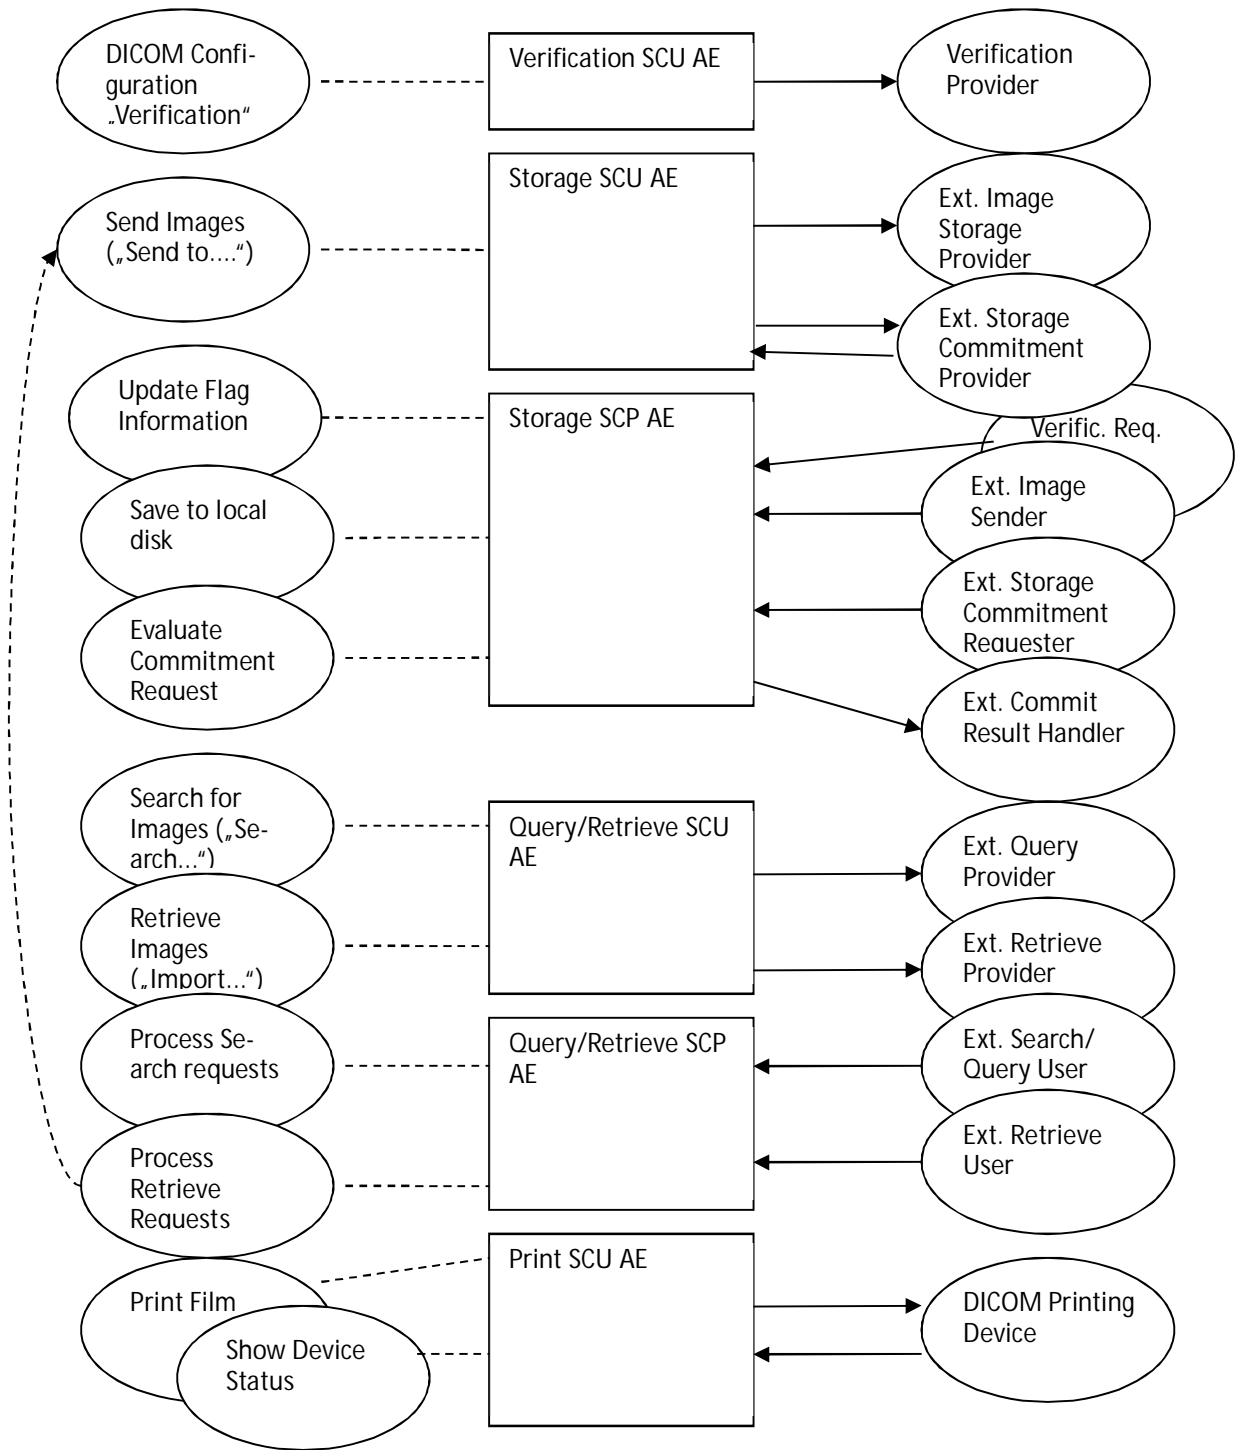 DICOM Confi-
guration
„Verification“
Verification SCU AE
Verification
Provider
Send Images
(„Send to....“)
Storage SCU AE
Ext. Image
Storage
Provider
Ext. Storage
Commitment
Provider
Update Flag
Information
Storage SCP AE
Verific. Req.
Save to local
disk
Ext. Image
Sender
Evaluate
Commitment
Request
Ext. Storage
Commitment
Requester
Ext. Commit
Result Handler
Search for
Images („Se-
arch...“)
Query/Retrieve SCU
AE
Ext. Query
Provider
Retrieve
Images
(„Import...“)
Ext. Retrieve
Provider
Process Se-
arch requests
Query/Retrieve SCP
AE
Ext. Search/
Query User
Process
Retrieve
Requests
Ext. Retrieve
User
Print Film
Show Device
Status
Print SCU AE
DICOM Printing
Device